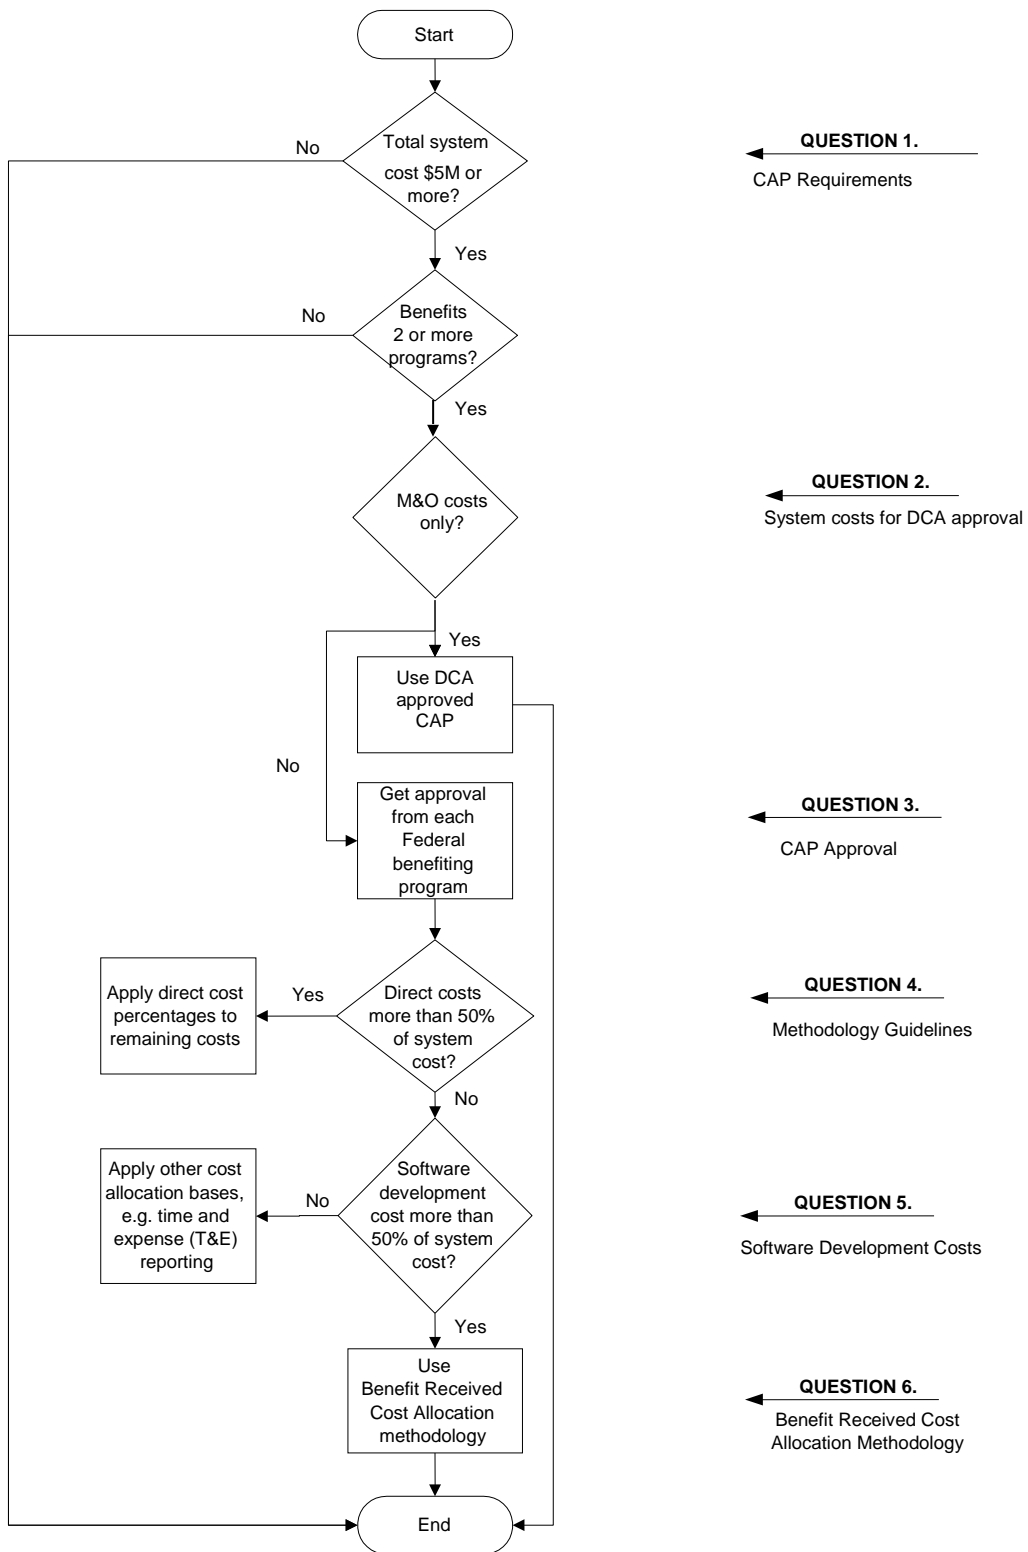 Start
Total system
cost $5M or
more?
No
QUESTION 1.
CAP Requirements
Yes
Benefits
2 or more
programs?
No
Yes
M&O costs
only?
QUESTION 2.
System costs for DCA approval
Yes
Use DCA
approved
CAP
No
Get approval
from each
Federal
benefiting
program
QUESTION 3.
CAP Approval
Direct costs
more than 50%
of system
cost?
Yes
Apply direct cost
percentages to
remaining costs
QUESTION 4.
Methodology Guidelines
No
Software
development
cost more than
50% of system
cost?
No
Apply other cost
allocation bases,
e.g. time and
expense (T&E)
reporting
QUESTION 5.
Software Development Costs
Yes
Use
Benefit Received
Cost Allocation
methodology
QUESTION 6.
Benefit Received Cost
Allocation Methodology
End